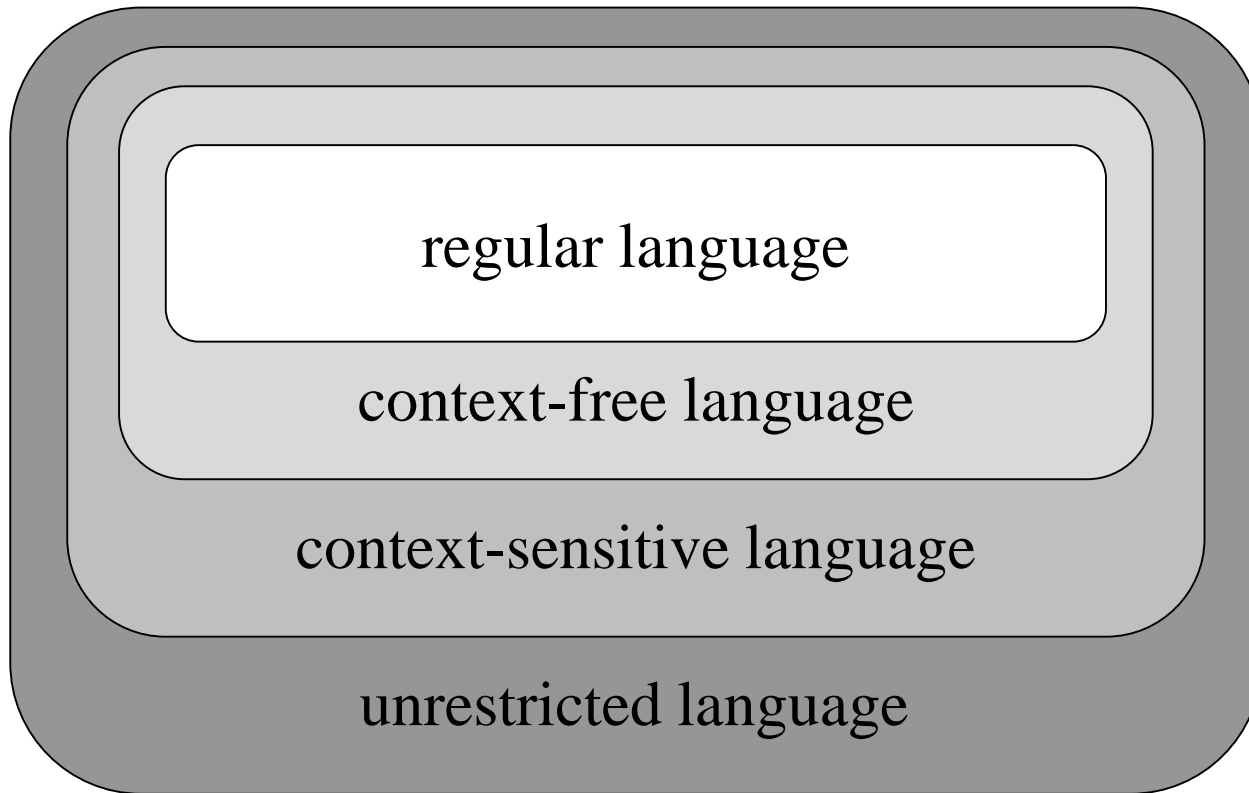 regular language
context-free language
context-sensitive language
unrestricted language